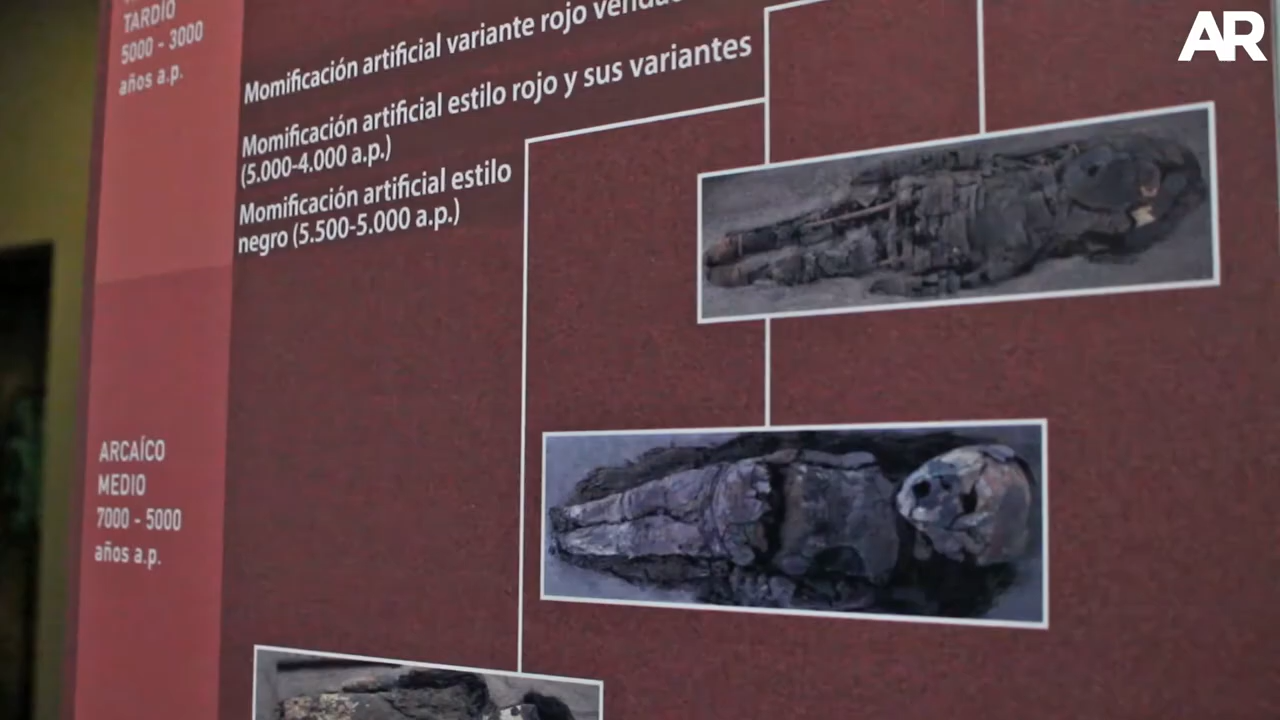 TARDÍO
5000 - 3000
años a.p.
Momificación artificial variante rojo
Momificación artificial estilo rojo y sus variantes
(5.000-4.000 a.p.)
Momificación artificial estilo
negro (5.500-5.000 a.p.)
ARCAÍCO
MEDIO
7000 - 5000
años a.p.
AR